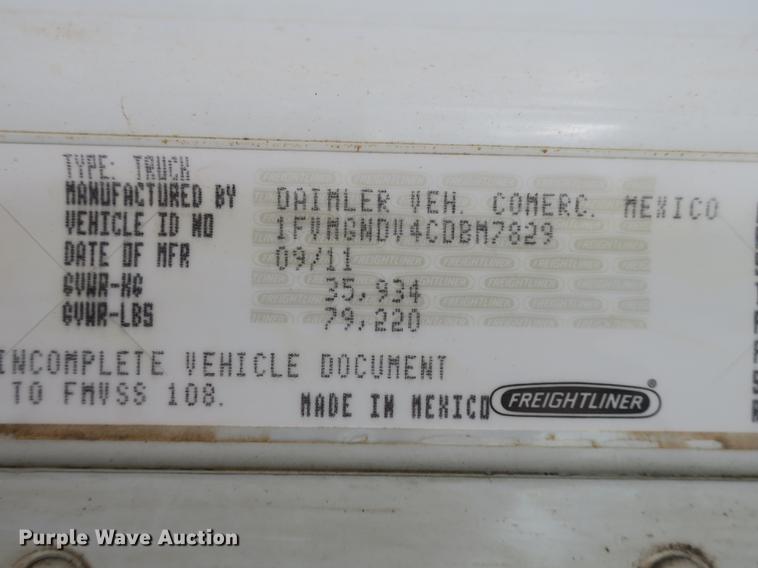 TYPE: TRUCK
MANUFACTURED BY DAIMLER VEH. COMERC. MEXICO
VEHICLE ID NO 1FVMGNDV4CDBM7829
DATE OF MFR 09/11
GVWR-KG 35,934
GVWR-LBS 79,220
INCOMPLETE VEHICLE DOCUMENT
TO FMVSS 108.
MADE IN MEXICO FREIGHTLINER®
Purple Wave Auction